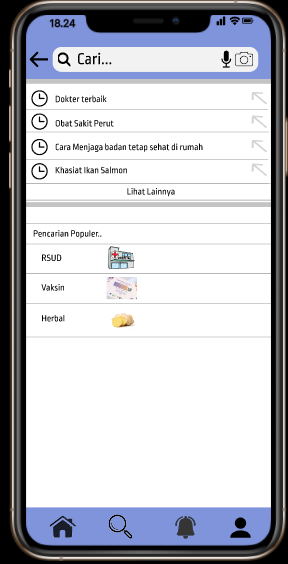 18.24
Cari...
Dokter terbaik
Obat Sakit Perut
Cara Menjaga badan tetap sehat di rumah
Khasiat Ikan Salmon
Lihat Lainnya
Pencarian Populer..
RSUD
Vaksin
Herbal